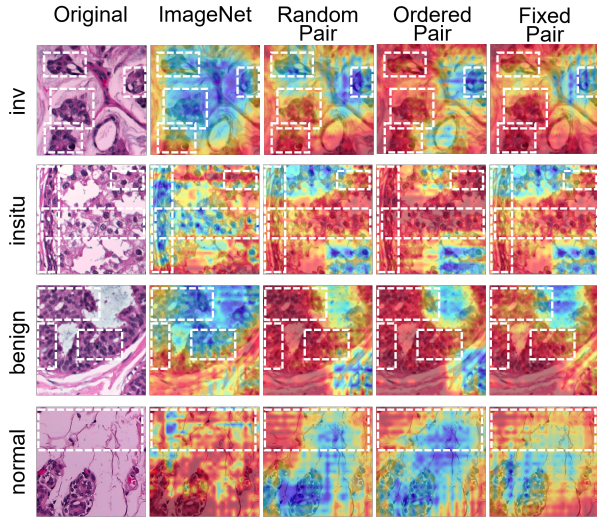 Original ImageNet Random Pair Ordered Pair Fixed Pair
inv
insitu
benign
normal